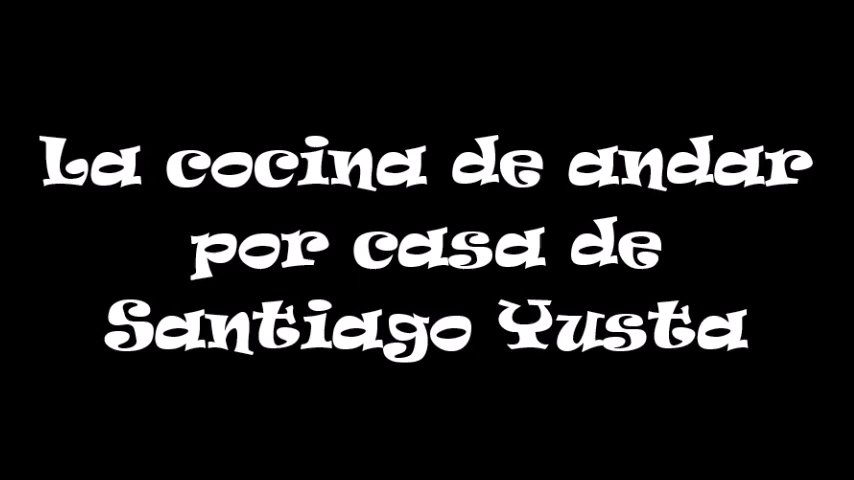 La cocina de andar
por casa de
Santiago Yusta